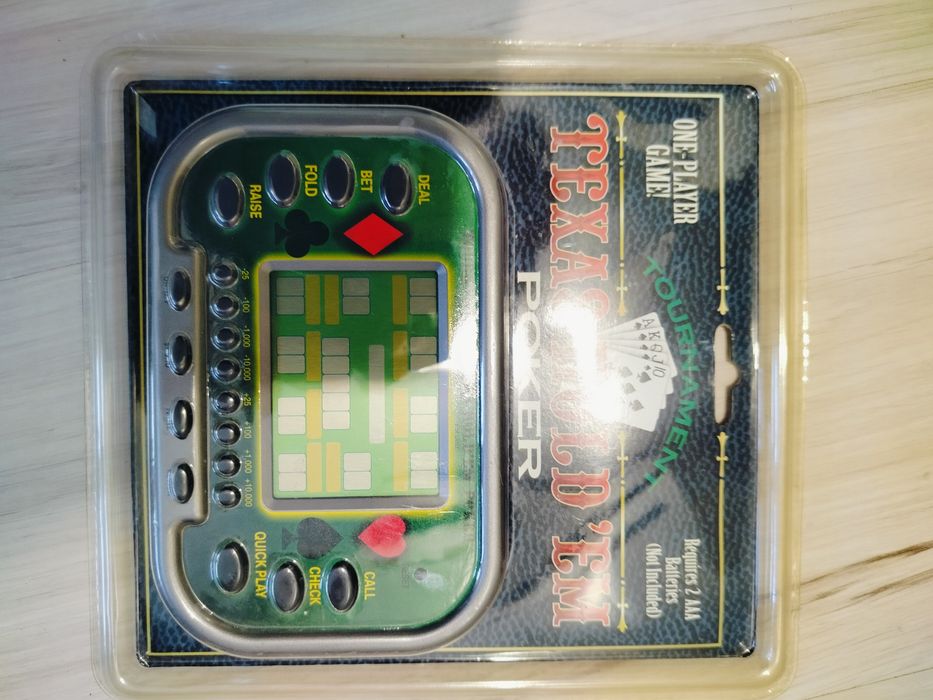 ONE-PLAYER
GAME!
TOURNAMENT
Requires 2 AAA
Batteries
(Not Included)
A K Q J 10
TEXAS HOLD 'EM
POKER
DEAL
BET
FOLD
RAISE
CALL
CHECK
QUICK PLAY
-25 -100 -1,000 -10,000 +25 +100 +1,000 +10,000